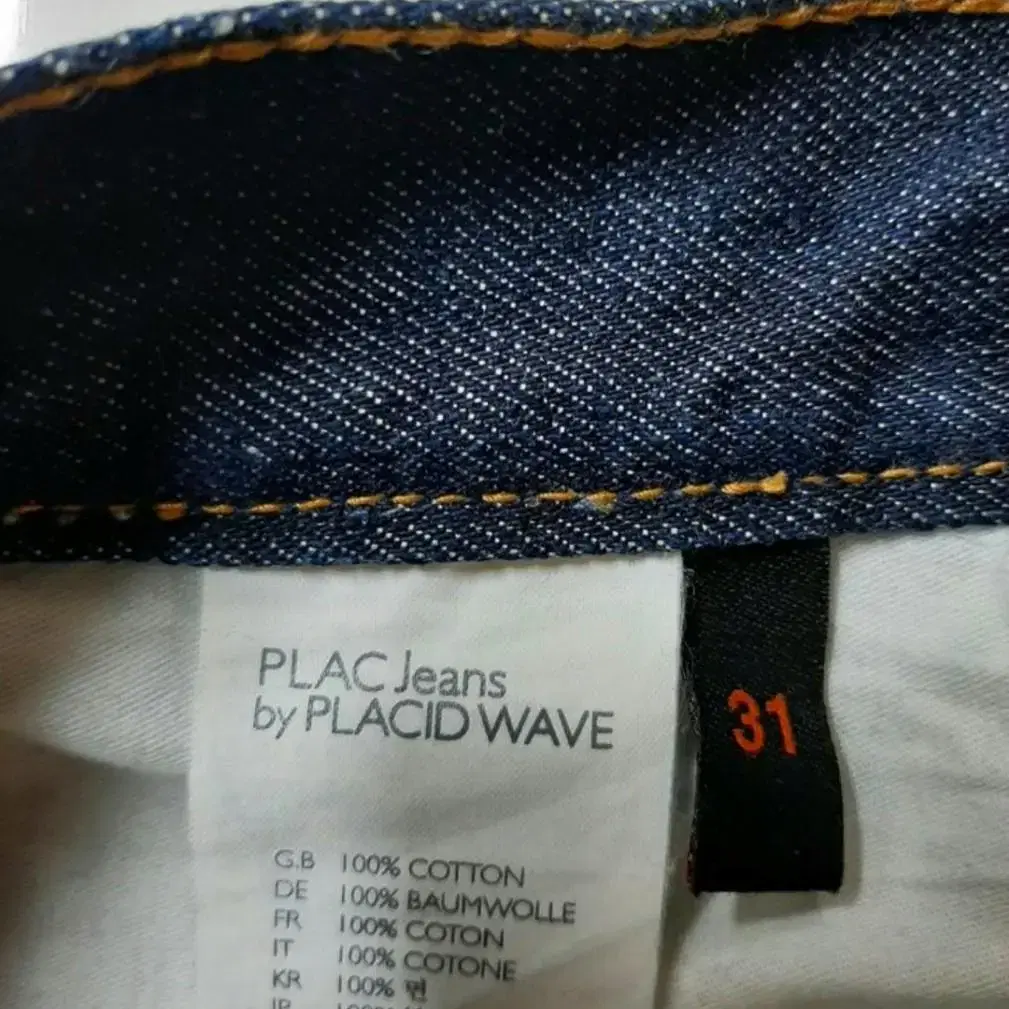 PLAC Jeans
by PLACID WAVE
31
G.B 100% COTTON
DE 100% BAUMWOLLE
FR 100% COTON
IT 100% COTONE
KR 100% 면